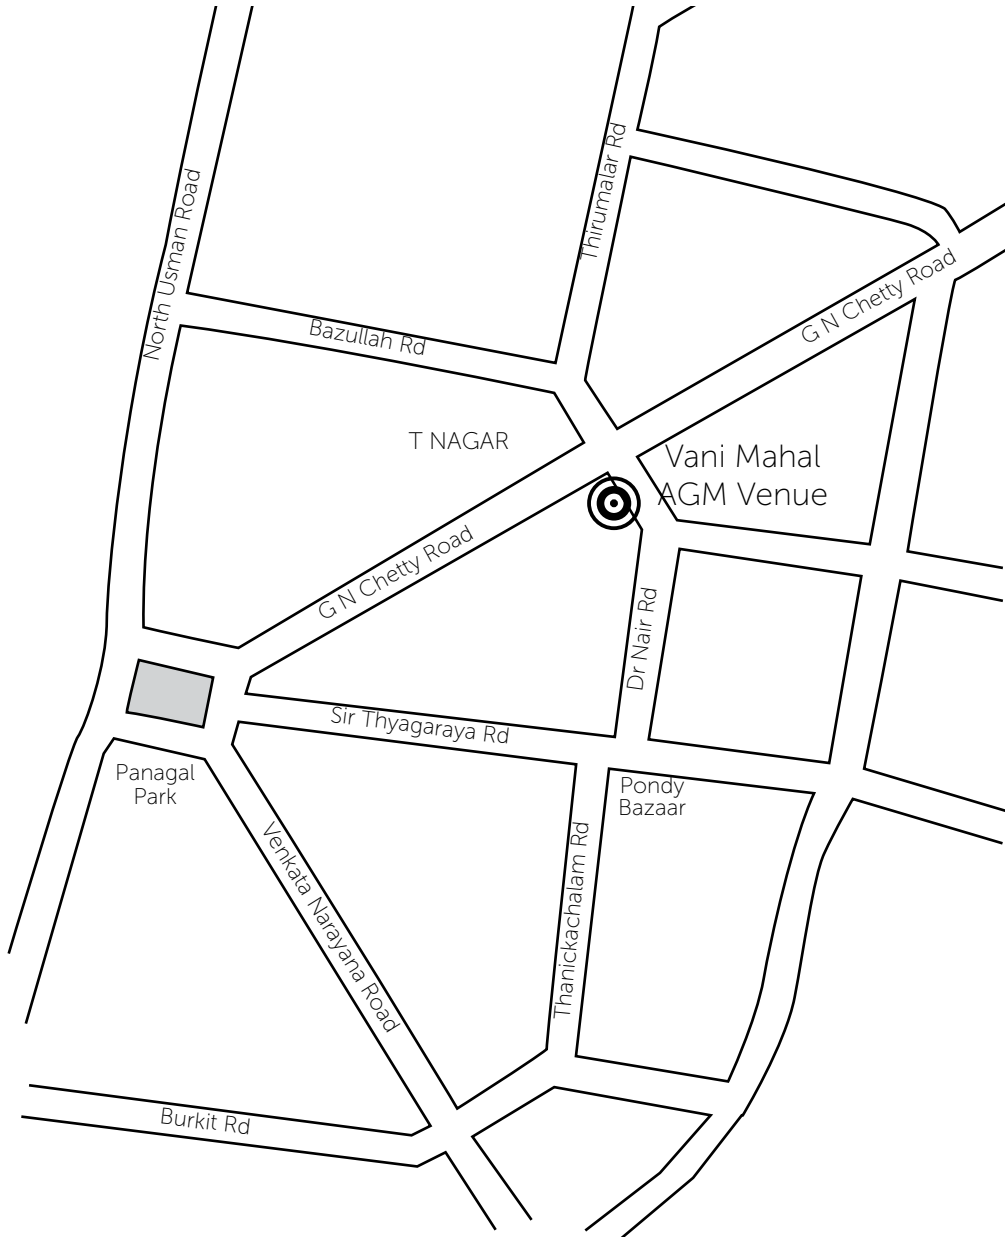 Thirumalar Rd
North Usman Road
G N Chetty Road
Bazullah Rd
T NAGAR
Vani Mahal
AGM Venue
G N Chetty Road
Dr Nair Rd
Sir Thyagaraya Rd
Panagal
Park
Pondy
Bazaar
Venkata Narayana Road
Thanickachalam Rd
Burkit Rd